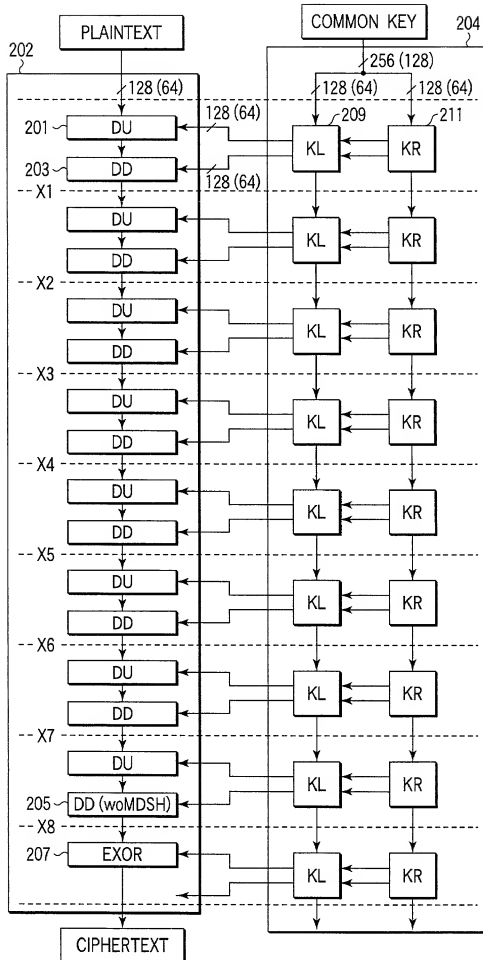 PLAINTEXT
COMMON KEY
204
202
256 (128)
128 (64)
128 (64)
128 (64)
201
DU
128 (64)
209
KL
211
KR
203
DD
128 (64)
X1
DU
KL
KR
DD
X2
DU
KL
KR
DD
X3
DU
KL
KR
DD
X4
DU
KL
KR
DD
X5
DU
KL
KR
DD
X6
DU
KL
KR
DD
X7
DU
KL
KR
205
DD (woMDSH)
X8
207
EXOR
KL
KR
CIPHERTEXT